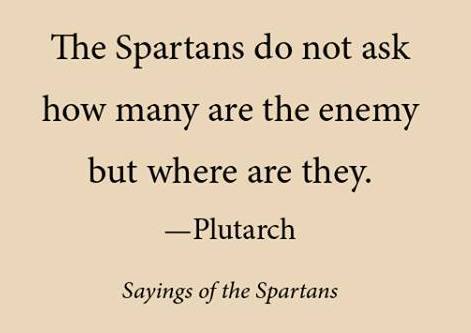 The Spartans do not ask
how many are the enemy
but where are they.
—Plutarch
Sayings of the Spartans